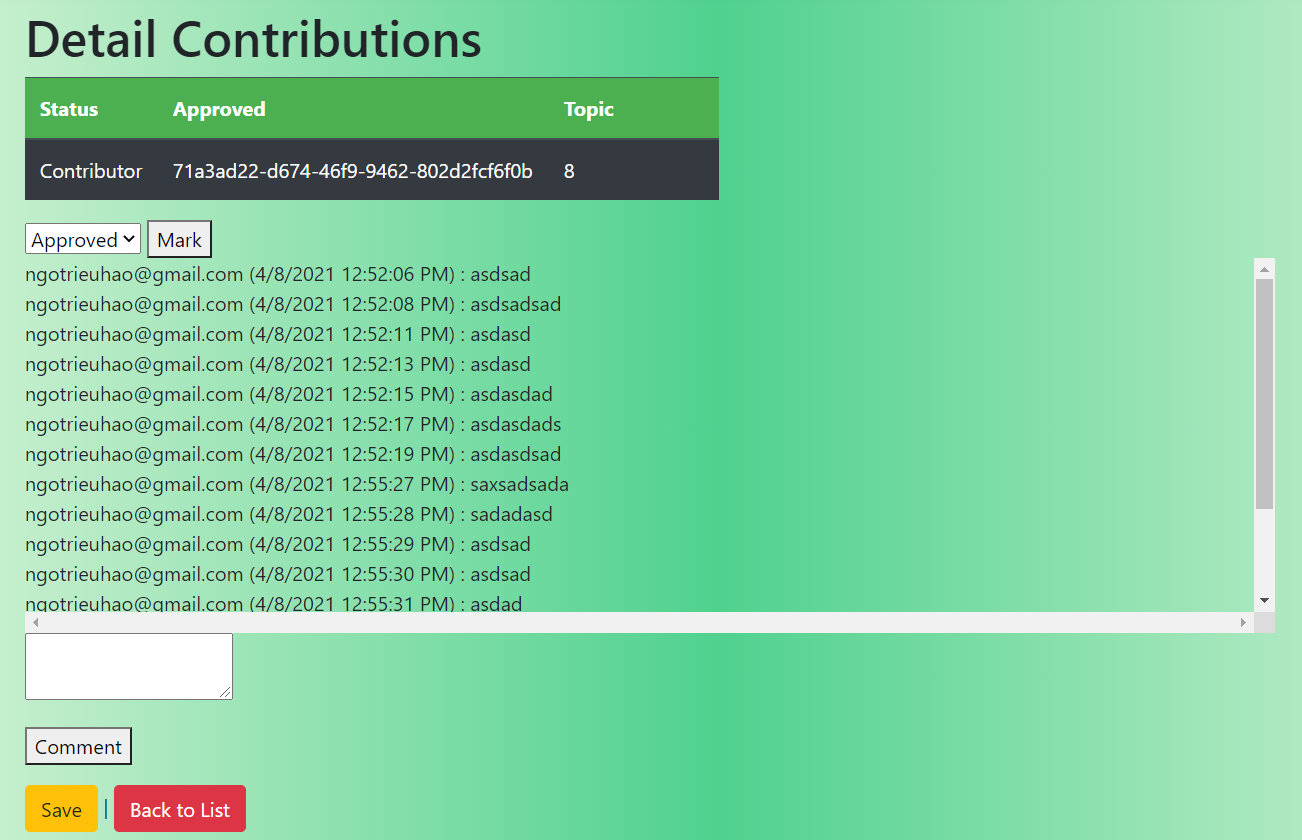 Detail Contributions
Status Approved Topic
Contributor 71a3ad22-d674-46f9-9462-802d2fcf6f0b 8
Approved Mark
ngotrieuhao@gmail.com (4/8/2021 12:52:06 PM) : asdsad
ngotrieuhao@gmail.com (4/8/2021 12:52:08 PM) : asdsadsad
ngotrieuhao@gmail.com (4/8/2021 12:52:11 PM) : asdasd
ngotrieuhao@gmail.com (4/8/2021 12:52:13 PM) : asdasd
ngotrieuhao@gmail.com (4/8/2021 12:52:15 PM) : asdasdad
ngotrieuhao@gmail.com (4/8/2021 12:52:17 PM) : asdasdads
ngotrieuhao@gmail.com (4/8/2021 12:52:19 PM) : asdasdsad
ngotrieuhao@gmail.com (4/8/2021 12:55:27 PM) : saxsadsada
ngotrieuhao@gmail.com (4/8/2021 12:55:28 PM) : sadadasd
ngotrieuhao@gmail.com (4/8/2021 12:55:29 PM) : asdsad
ngotrieuhao@gmail.com (4/8/2021 12:55:30 PM) : asdsad
ngotrieuhao@gmail.com (4/8/2021 12:55:31 PM) : asdad
Comment
Save | Back to List